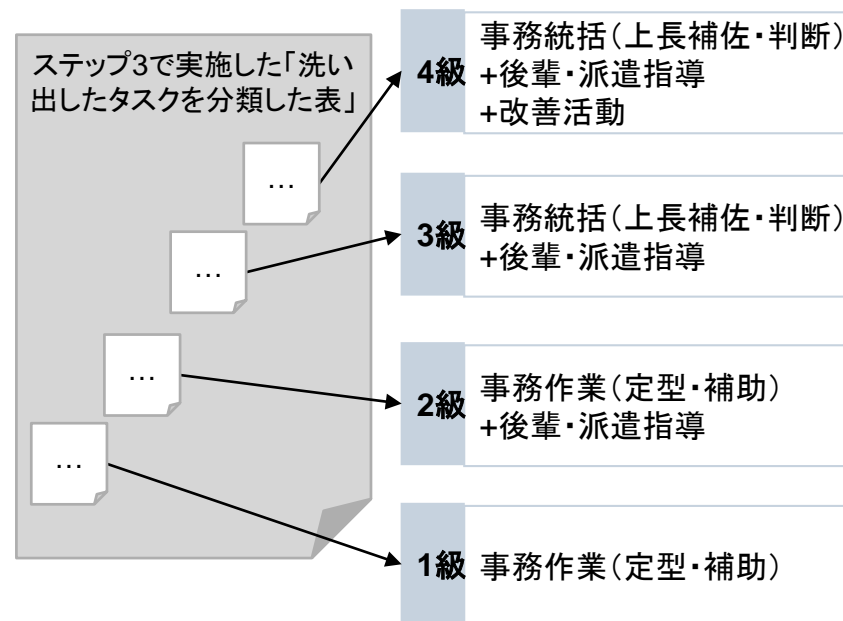 ステップ3で実施した「洗い
出したタスクを分類した表」
…
…
…
…
4級
事務統括（上長補佐・判断）
+後輩・派遣指導
+改善活動
3級
事務統括（上長補佐・判断）
+後輩・派遣指導
2級
事務作業（定型・補助）
+後輩・派遣指導
1級
事務作業（定型・補助）